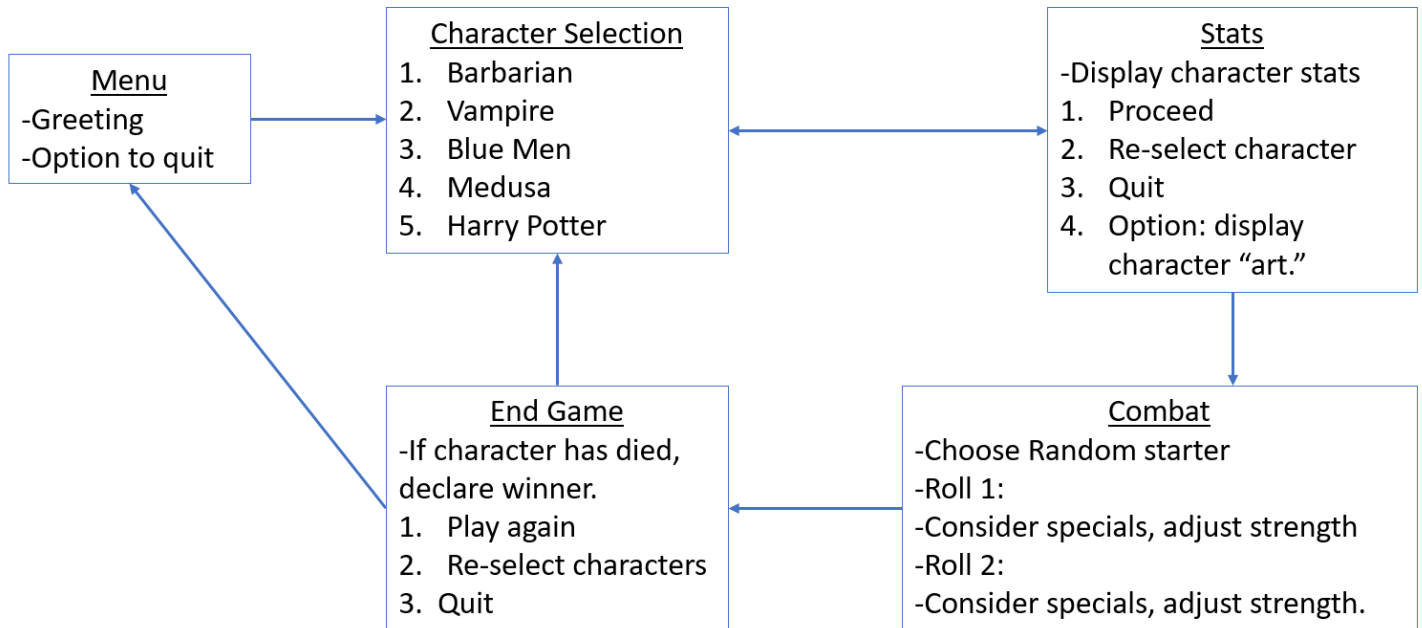 Menu
-Greeting
-Option to quit
Character Selection
1. Barbarian
2. Vampire
3. Blue Men
4. Medusa
5. Harry Potter
Stats
-Display character stats
1. Proceed
2. Re-select character
3. Quit
4. Option: display
character “art.”
End Game
-If character has died,
declare winner.
1. Play again
2. Re-select characters
3. Quit
Combat
-Choose Random starter
-Roll 1:
-Consider specials, adjust strength
-Roll 2:
-Consider specials, adjust strength.